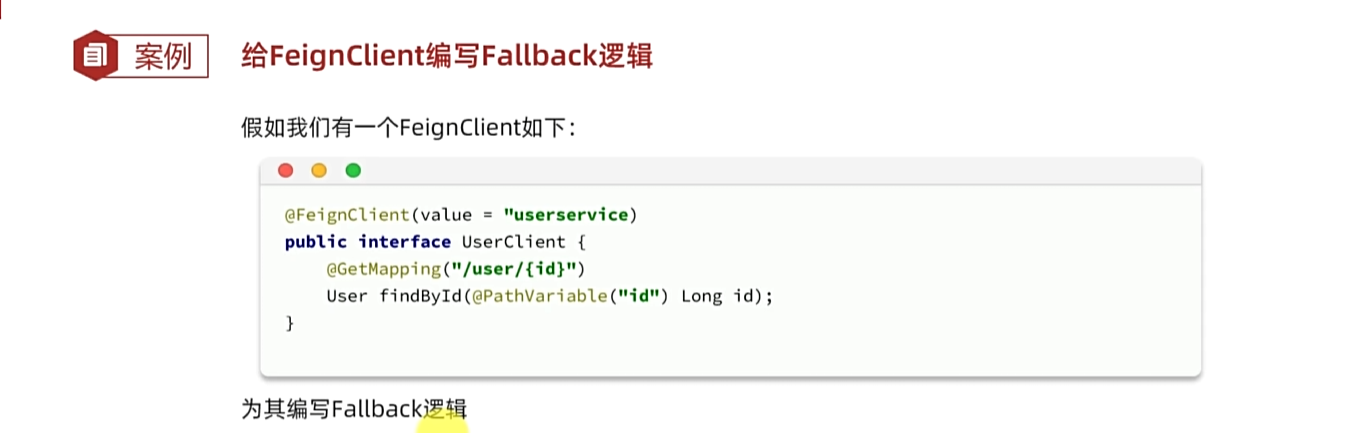 案例 给FeignClient编写Fallback逻辑
假如我们有一个FeignClient如下：
@FeignClient(value = "userservice)
public interface UserClient {
    @GetMapping("/user/{id}")
    User findById(@PathVariable("id") Long id);
}
为其编写Fallback逻辑